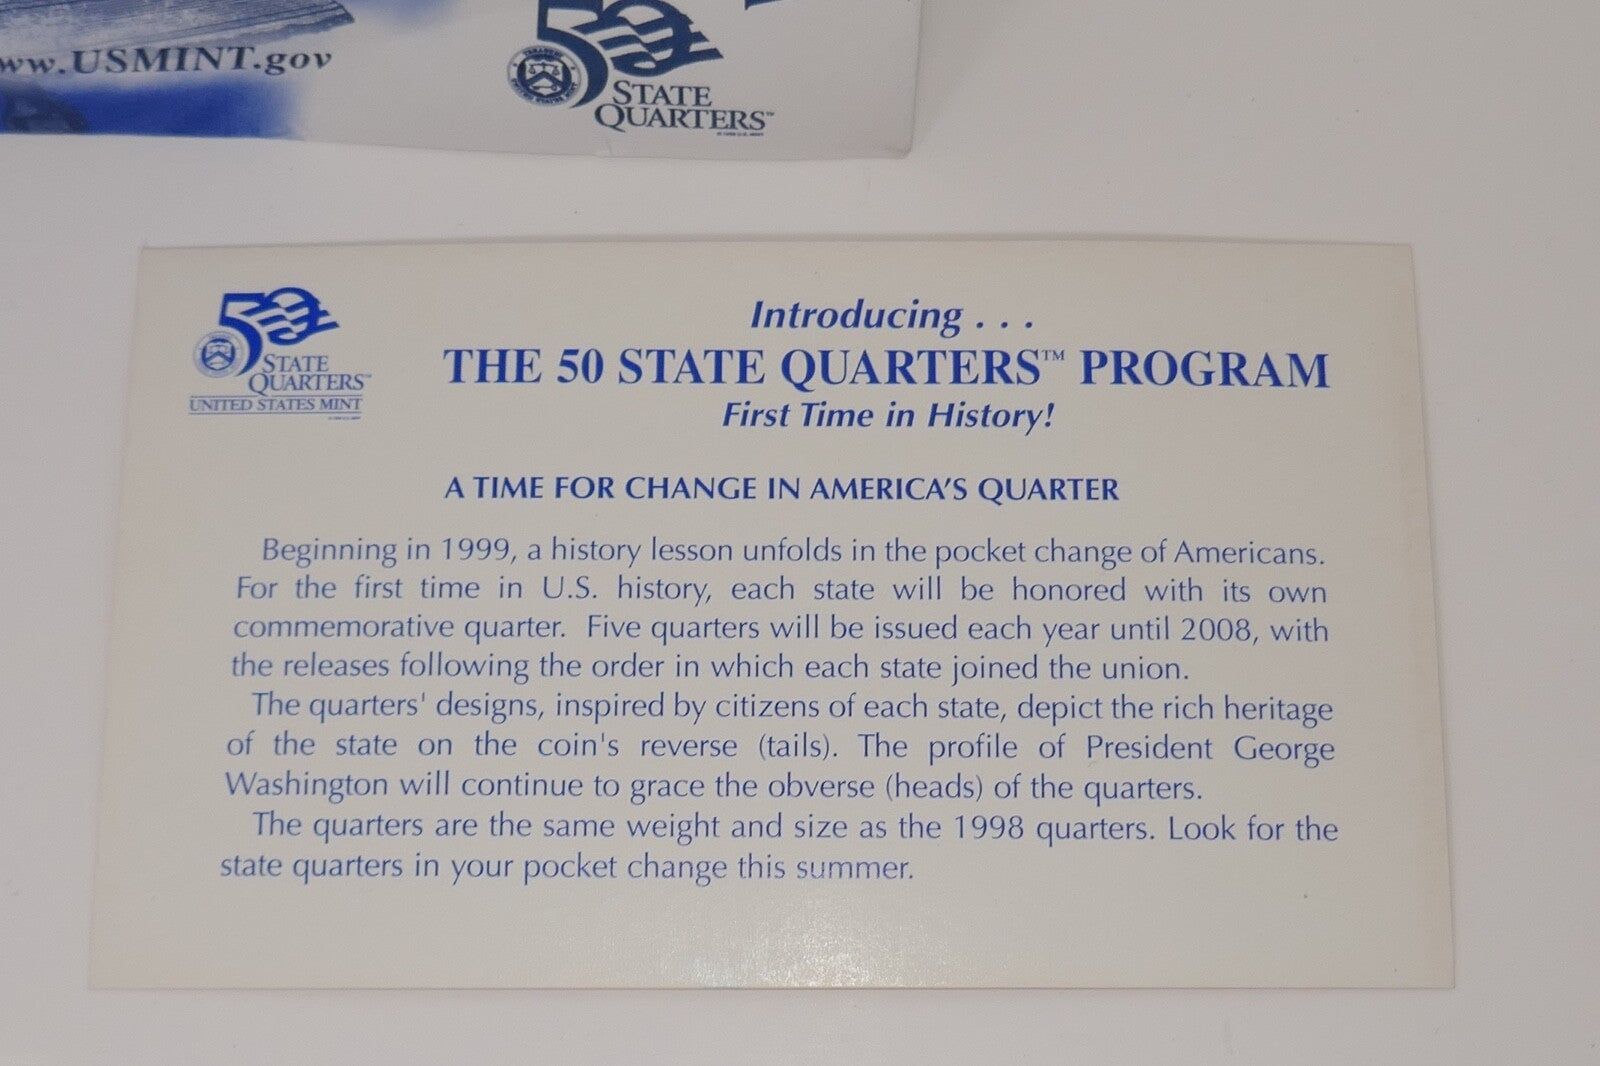 www.USMINT.gov
50
STATE
QUARTERS™
50
STATE
QUARTERS™
UNITED STATES MINT
Introducing . . .
THE 50 STATE QUARTERS™ PROGRAM
First Time in History!
A TIME FOR CHANGE IN AMERICA'S QUARTER
Beginning in 1999, a history lesson unfolds in the pocket change of Americans.
For the first time in U.S. history, each state will be honored with its own
commemorative quarter. Five quarters will be issued each year until 2008, with
the releases following the order in which each state joined the union.
The quarters' designs, inspired by citizens of each state, depict the rich heritage
of the state on the coin's reverse (tails). The profile of President George
Washington will continue to grace the obverse (heads) of the quarters.
The quarters are the same weight and size as the 1998 quarters. Look for the
state quarters in your pocket change this summer.